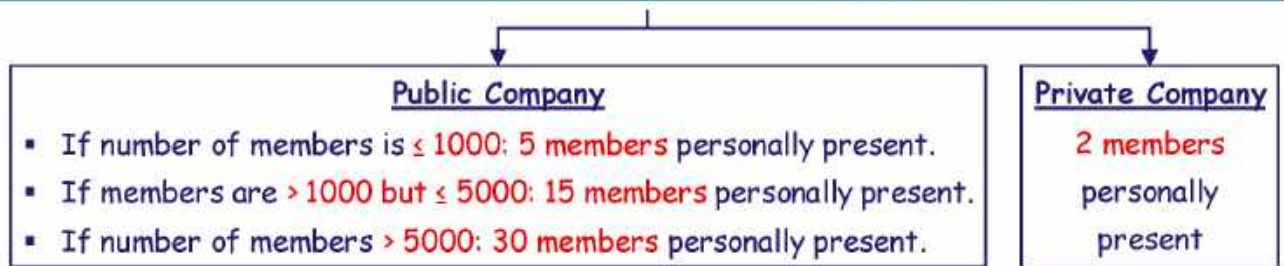 Public Company
▪ If number of members is ≤ 1000: 5 members personally present.
▪ If members are > 1000 but ≤ 5000: 15 members personally present.
▪ If number of members > 5000: 30 members personally present.
Private Company
2 members
personally
present